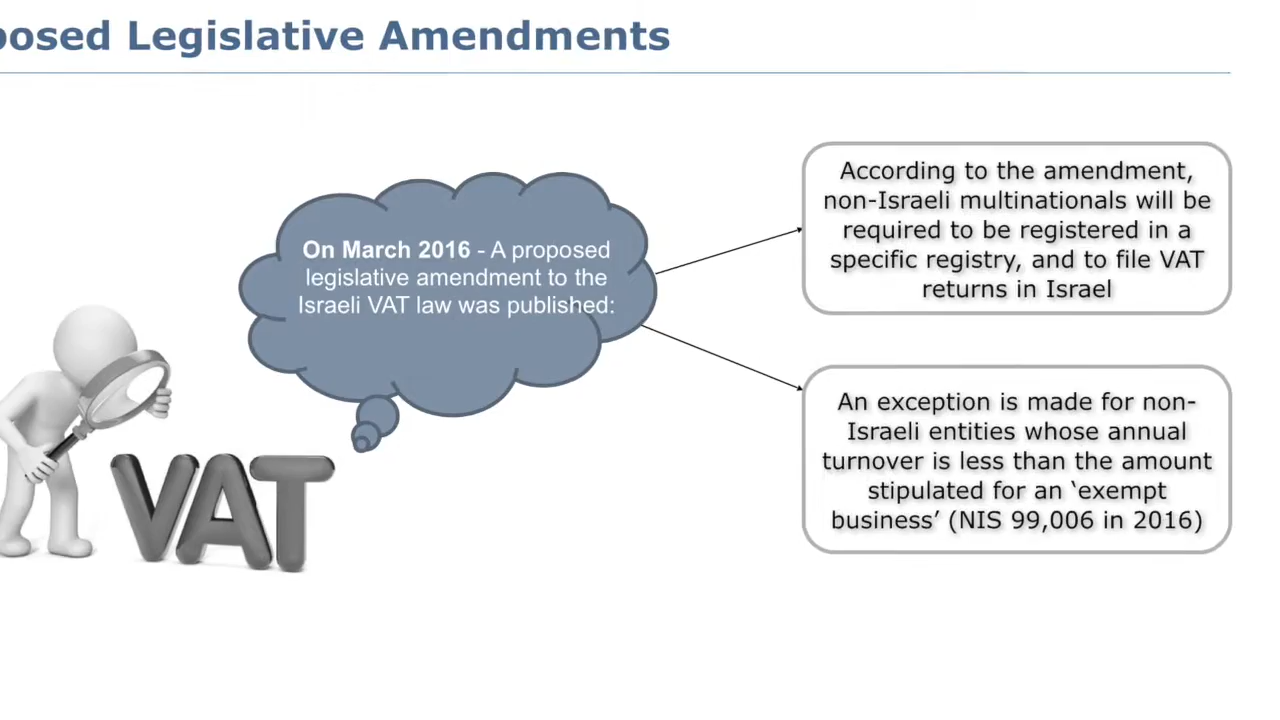 posed Legislative Amendments
On March 2016 - A proposed
legislative amendment to the
Israeli VAT law was published:
According to the amendment,
non-Israeli multinationals will be
required to be registered in a
specific registry, and to file VAT
returns in Israel
An exception is made for non-
Israeli entities whose annual
turnover is less than the amount
stipulated for an ‘exempt
business’ (NIS 99,006 in 2016)
VAT